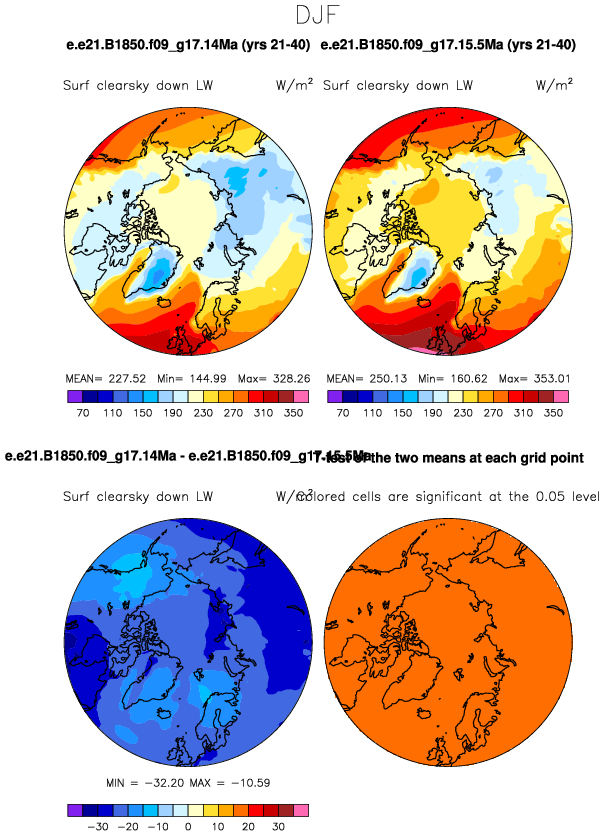 DJF
e.e21.B1850.f09_g17.14Ma (yrs 21-40) e.e21.B1850.f09_g17.15.5Ma (yrs 21-40)
Surf clearsky down LW W/m² Surf clearsky down LW W/m²
MEAN= 227.52 Min= 144.99 Max= 328.26 MEAN= 250.13 Min= 160.62 Max= 353.01
70 110 150 190 230 270 310 350 70 110 150 190 230 270 310 350
e.e21.B1850.f09_g17.14Ma - e.e21.B1850.f09_g17.15.5Ma T-test of the two means at each grid point
Surf clearsky down LW W/m² Colored cells are significant at the 0.05 level
MIN = −32.20 MAX = −10.59
−30 −20 −10 0 10 20 30